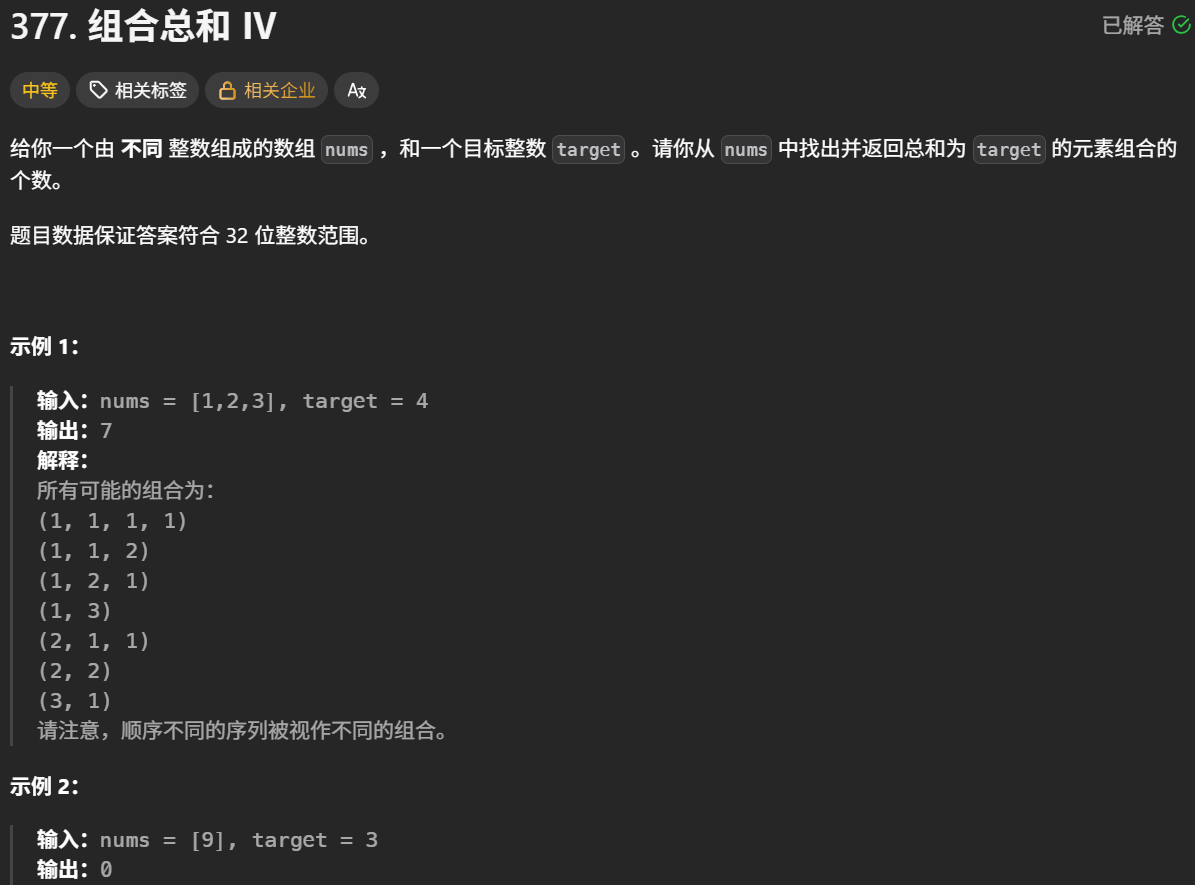 377. 组合总和 IV
已解答
中等 相关标签 相关企业 Az
给你一个由 不同 整数组成的数组 nums ，和一个目标整数 target 。请你从 nums 中找出并返回总和为 target 的元素组合的
个数。
题目数据保证答案符合 32 位整数范围。
示例 1：
输入：nums = [1,2,3], target = 4
输出：7
解释：
所有可能的组合为：
(1, 1, 1, 1)
(1, 1, 2)
(1, 2, 1)
(1, 3)
(2, 1, 1)
(2, 2)
(3, 1)
请注意，顺序不同的序列被视作不同的组合。
示例 2：
输入：nums = [9], target = 3
输出：0